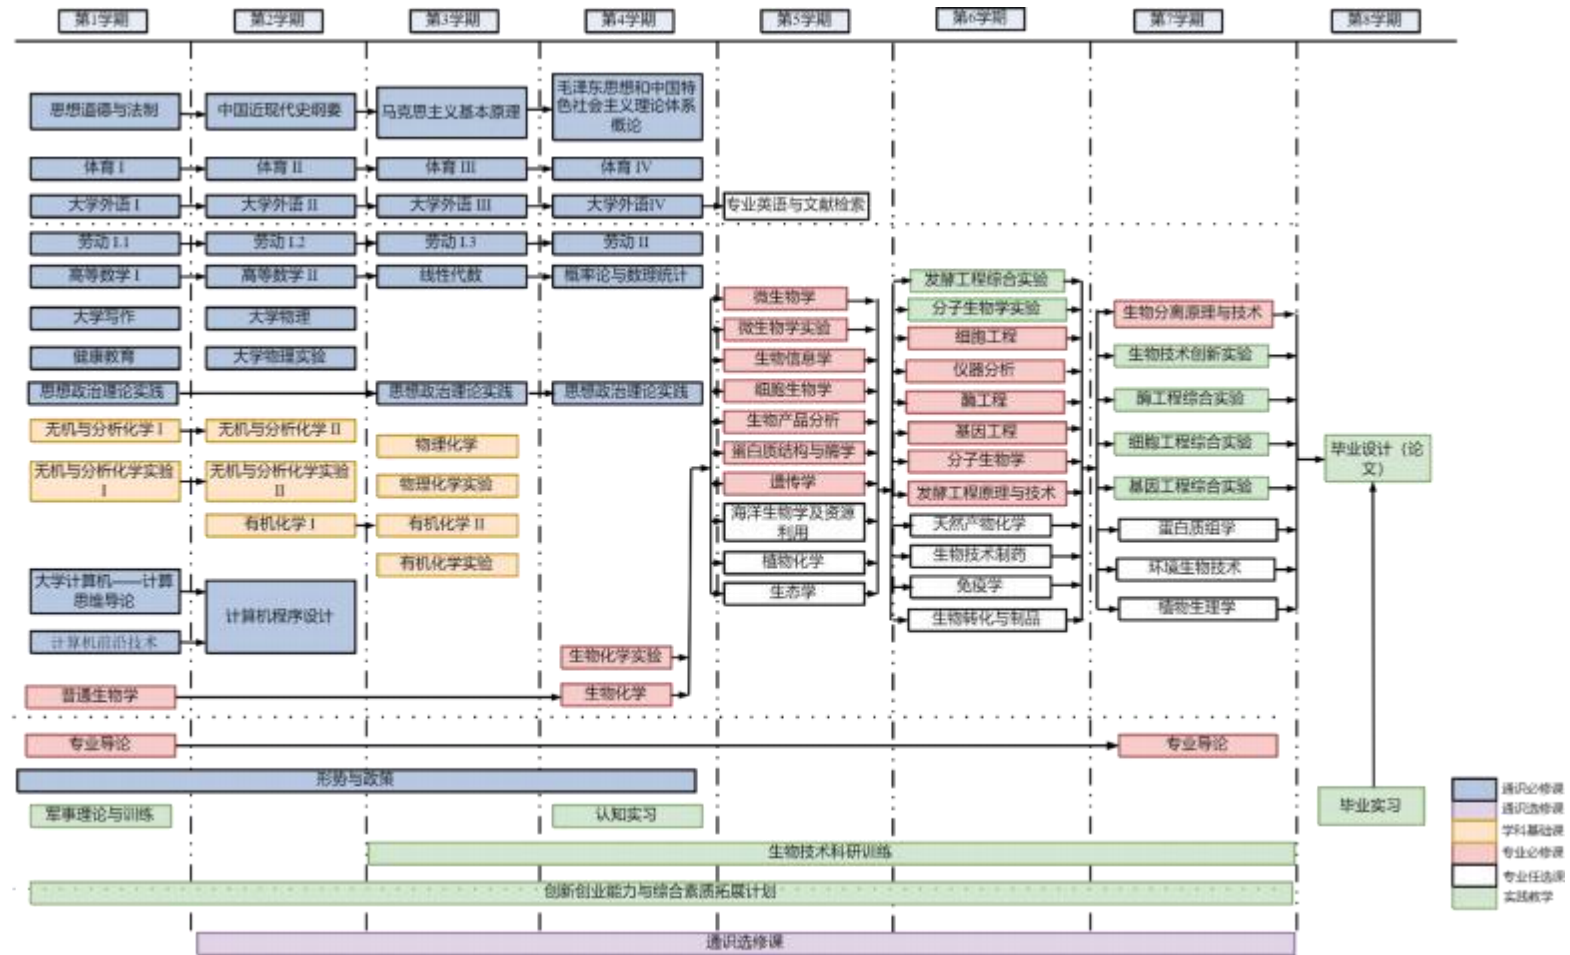 第1学期
第2学期
第3学期
第4学期
第5学期
第6学期
第7学期
第8学期
思想道德与法制
中国近现代史纲要
马克思主义基本原理
毛泽东思想和中国特
色社会主义理论体系
概论
体育 I
体育 II
体育 III
体育 IV
大学外语 I
大学外语 II
大学外语 III
大学外语IV
专业英语与文献检索
劳动 I.1
劳动 I.2
劳动 I.3
劳动 II
高等数学 I
高等数学 II
线性代数
概率论与数理统计
大学写作
大学物理
健康教育
大学物理实验
思想政治理论实践
思想政治理论实践
思想政治理论实践
无机与分析化学 I
无机与分析化学 II
物理化学
无机与分析化学实验
I
无机与分析化学实验
II
物理化学实验
有机化学 I
有机化学 II
有机化学实验
大学计算机——计算
思维导论
计算机程序设计
计算机前沿技术
生物化学实验
普通生物学
生物化学
微生物学
微生物学实验
生物信息学
细胞生物学
生物产品分析
蛋白质结构与酶学
遗传学
海洋生物学及资源
利用
植物化学
生态学
发酵工程综合实验
分子生物学实验
细胞工程
仪器分析
酶工程
基因工程
分子生物学
发酵工程原理与技术
天然产物化学
生物技术制药
免疫学
生物转化与制品
生物分离原理与技术
生物技术创新实验
酶工程综合实验
细胞工程综合实验
基因工程综合实验
蛋白质组学
环境生物技术
植物生理学
毕业设计（论
文）
专业导论
专业导论
形势与政策
军事理论与训练
认知实习
毕业实习
生物技术科研训练
创新创业能力与综合素质拓展计划
通识选修课
通识必修课
通识选修课
学科基础课
专业必修课
专业任选课
实践教学